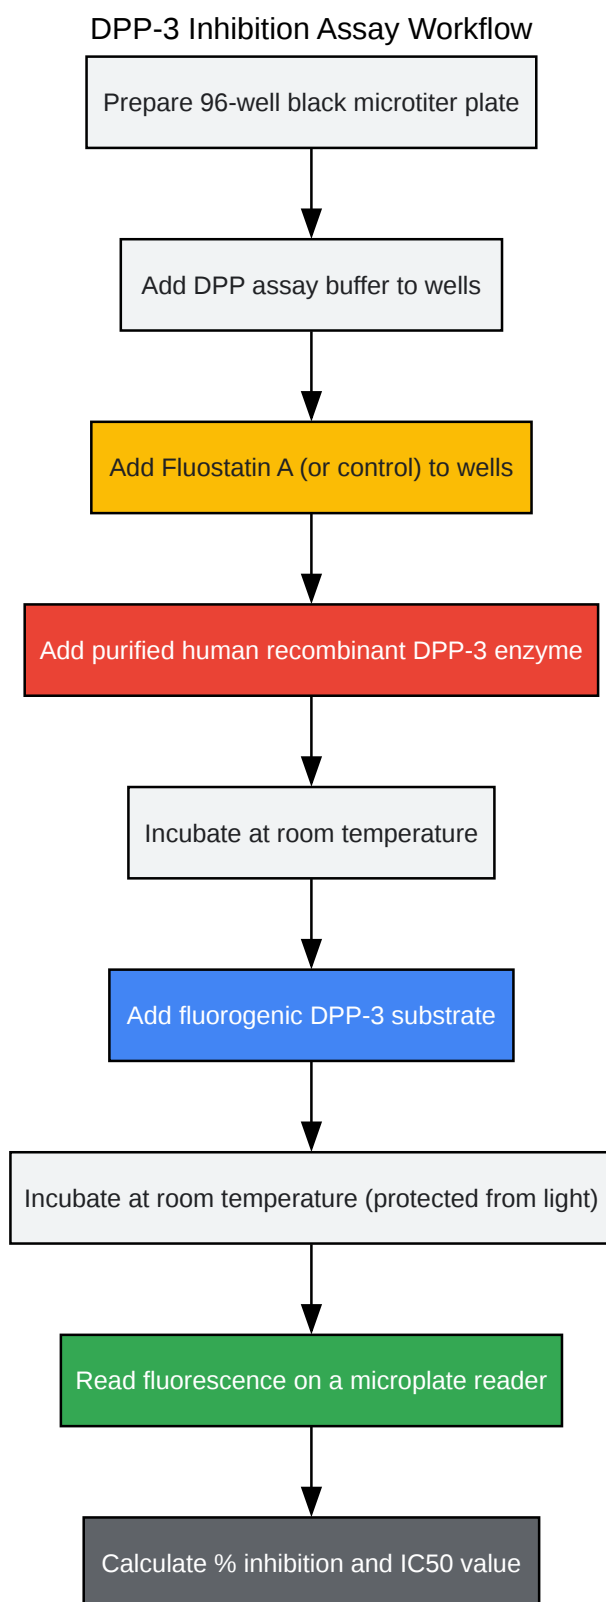 DPP-3 Inhibition Assay Workflow
Prepare 96-well black microtiter plate
Add DPP assay buffer to wells
Add Fluostatin A (or control) to wells
Add purified human recombinant DPP-3 enzyme
Incubate at room temperature
Add fluorogenic DPP-3 substrate
Incubate at room temperature (protected from light)
Read fluorescence on a microplate reader
Calculate % inhibition and IC50 value